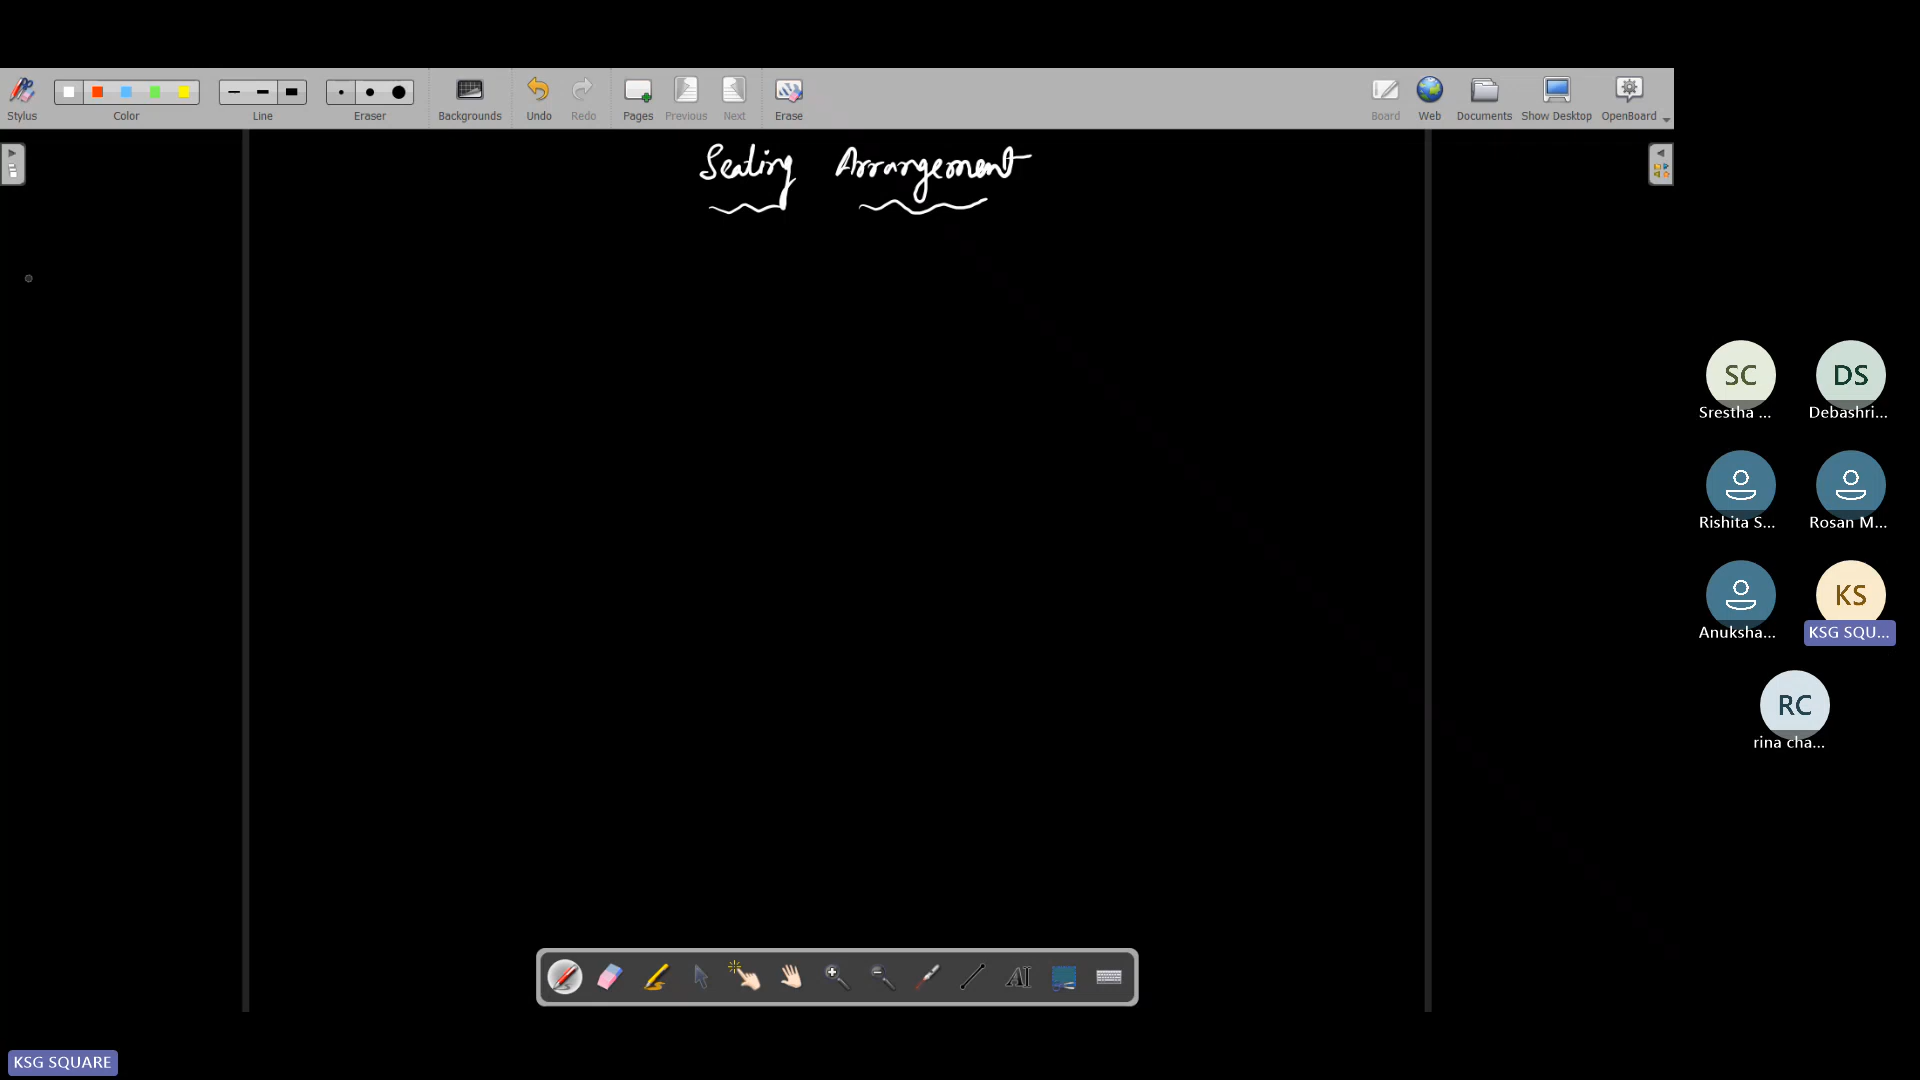 Stylus Color Line Eraser Backgrounds Undo Redo Pages Previous Next Erase Board Web Documents Show Desktop OpenBoard
Seating Arrangement
SC DS
Srestha ... Debashri...
Rishita S... Rosan M...
KS
Anuksha... KSG SQU...
RC
rina cha...
AI
KSG SQUARE